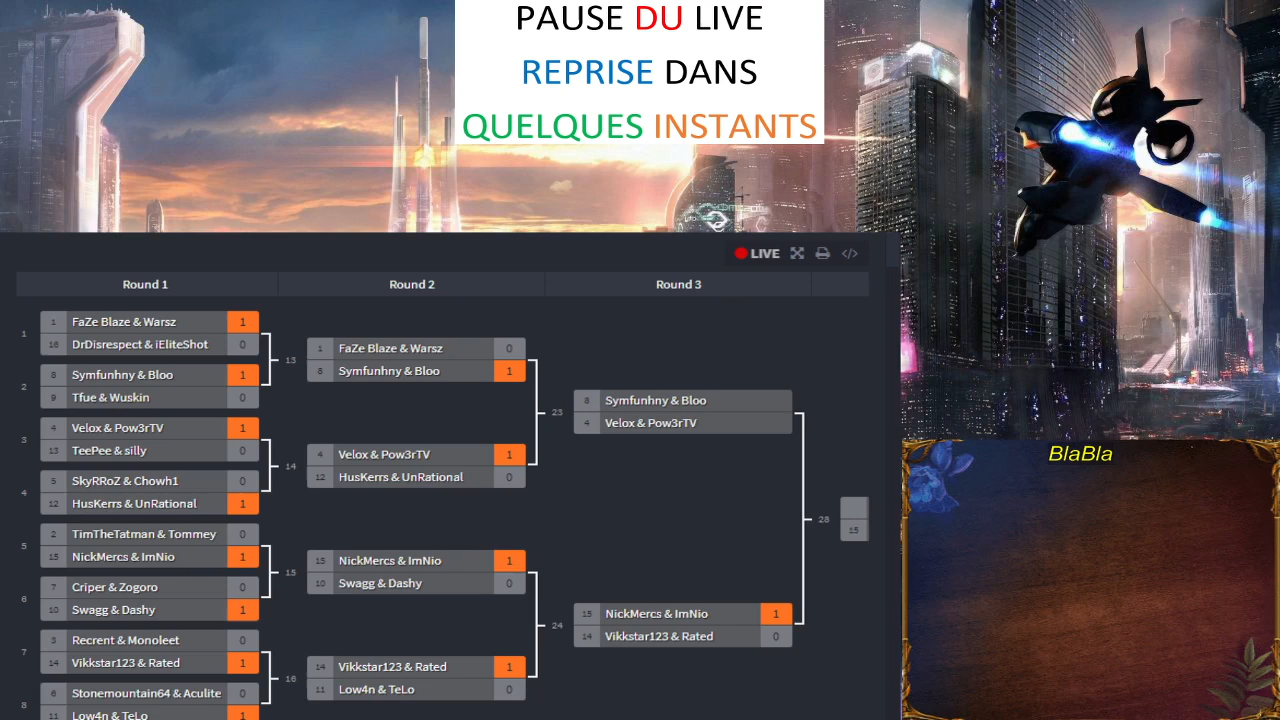 PAUSE DU LIVE
REPRISE DANS
QUELQUES INSTANTS
LIVE
Round 1
Round 2
Round 3
1
1 FaZe Blaze & Warsz 1
16 DrDisrespect & iEliteShot 0
2
8 Symfunhny & Bloo 1
9 Tfue & Wuskin 0
3
4 Velox & Pow3rTV 1
13 TeePee & silly 0
4
5 SkyRRoZ & Chowh1 0
12 HusKerrs & UnRational 1
5
2 TimTheTatman & Tommey 0
15 NickMercs & ImNio 1
6
7 Criper & Zogoro 0
10 Swagg & Dashy 1
7
3 Recrent & Monoleet 0
14 Vikkstar123 & Rated 1
8
6 Stonemountain64 & Aculite 0
11 Low4n & TeLo 1
13
1 FaZe Blaze & Warsz 0
8 Symfunhny & Bloo 1
14
4 Velox & Pow3rTV 1
12 HusKerrs & UnRational 0
15
15 NickMercs & ImNio 1
10 Swagg & Dashy 0
16
14 Vikkstar123 & Rated 1
11 Low4n & TeLo 0
23
8 Symfunhny & Bloo
4 Velox & Pow3rTV
24
15 NickMercs & ImNio 1
14 Vikkstar123 & Rated 0
28
15
BlaBla